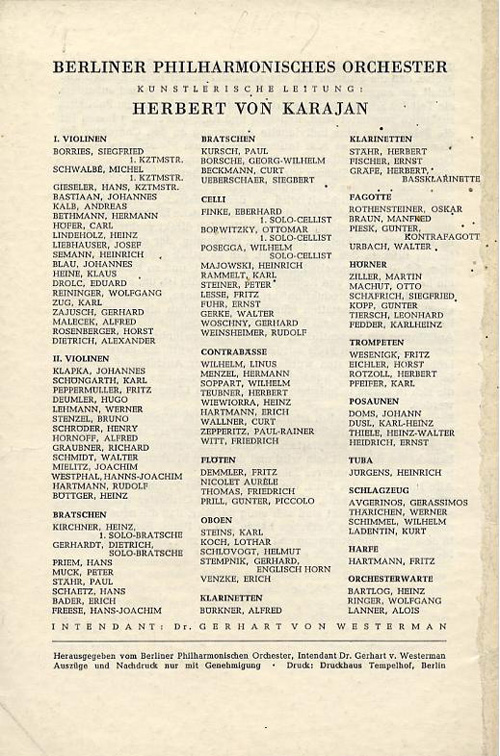 BERLINER PHILHARMONISCHES ORCHESTER
KÜNSTLERISCHE LEITUNG:
HERBERT VON KARAJAN
I. VIOLINEN
BORRIES, SIEGFRIED
1. KZTMSTR.
SCHWALBÉ, MICHEL
1. KZTMSTR.
GIESELER, HANS, KZTMSTR.
BASTIAAN, JOHANNES
KALB, ANDREAS
BETHMANN, HERMANN
HOFER, CARL
LINDEHOLZ, HEINZ
LIEBHAUSER, JOSEF
SEMANN, HEINRICH
BLAU, JOHANNES
HEINE, KLAUS
DROLC, EDUARD
REININGER, WOLFGANG
ZUG, KARL
ZAJUSCH, GERHARD
MALECEK, ALFRED
ROSENBERGER, HORST
DIETRICH, ALEXANDER
II. VIOLINEN
KLAPKA, JOHANNES
SCHÜNGARTH, KARL
PEPPERMÜLLER, FRITZ
DEUMLER, HUGO
LEHMANN, WERNER
STENZEL, BRUNO
SCHRÖDER, HENRY
HORNOFF, ALFRED
GRAUBNER, RICHARD
SCHMIDT, WALTER
MIELITZ, JOACHIM
WESTPHAL, HANNS-JOACHIM
HARTMANN, RUDOLF
BÜTTGER, HEINZ
BRATSCHEN
KIRCHNER, HEINZ,
1. SOLO-BRATSCHE
GERHARDT, DIETRICH,
SOLO-BRATSCHE
PRIEM, HANS
MUCK, PETER
STÄHR, PAUL
SCHAETZ, HANS
BADER, ERICH
FREESE, HANS-JOACHIM
BRATSCHEN
KURSCH, PAUL
BORSCHE, GEORG-WILHELM
BECKMANN, CURT
UEBERSCHAER, SIEGBERT
CELLI
FINKE, EBERHARD
1. SOLO-CELLIST
BORWITZKY, OTTOMAR
1. SOLO-CELLIST
POSEGGA, WILHELM
SOLO-CELLIST
MAJOWSKI, HEINRICH
RAMMELT, KARL
STEINER, PETER
LESSE, FRITZ
FUHR, ERNST
GERKE, WALTER
WOSCHNY, GERHARD
WEINSHEIMER, RUDOLF
CONTRABÄSSE
WILHELM, LINUS
MENZEL, HERMANN
SOPPART, WILHELM
TEUBNER, HERBERT
WIEWIORRA, HEINZ
HARTMANN, ERICH
WALLNER, CURT
ZEPPERITZ, PAUL-RAINER
WITT, FRIEDRICH
FLÖTEN
DEMMLER, FRITZ
NICOLET AURÈLE
THOMAS, FRIEDRICH
PRILL, GÜNTER, PICCOLO
OBOEN
STEINS, KARL
KOCH, LOTHAR
SCHLÖVOGT, HELMUT
STEMPNIK, GERHARD,
ENGLISCH HORN
VENZKE, ERICH
KLARINETTEN
BÜRKNER, ALFRED
KLARINETTEN
STÄHR, HERBERT
FISCHER, ERNST
GRÄFE, HERBERT,
BASSKLARINETTE
FAGOTTE
ROTHENSTEINER, OSKAR
BRAUN, MANFRED
PIESK, GÜNTER,
KONTRAFAGOTT
URBACH, WALTER
HÖRNER
ZILLER, MARTIN
MACHUT, OTTO
SCHÄFRICH, SIEGFRIED
KÖPP, GÜNTER
TIERSCH, LEONHARD
FEDDER, KARLHEINZ
TROMPETEN
WESENIGK, FRITZ
EICHLER, HORST
ROTZOLL, HERBERT
PFEIFER, KARL
POSAUNEN
DOMS, JOHANN
DUSL, KARL-HEINZ
THIELE, HEINZ-WALTER
HEIDRICH, ERNST
TUBA
JÜRGENS, HEINRICH
SCHLAGZEUG
AVGERINOS, GERASSIMOS
THÄRICHEN, WERNER
SCHIMMEL, WILHELM
LADENTIN, KURT
HARFE
HARTMANN, FRITZ
ORCHESTERWARTE
BARTLOG, HEINZ
RINGER, WOLFGANG
LANNER, ALOIS
INTENDANT: Dr. GERHART VON WESTERMAN
Herausgegeben vom Berliner Philharmonischen Orchester, Intendant Dr. Gerhart v. Westerman
Auszüge und Nachdruck nur mit Genehmigung · Druck: Druckhaus Tempelhof, Berlin